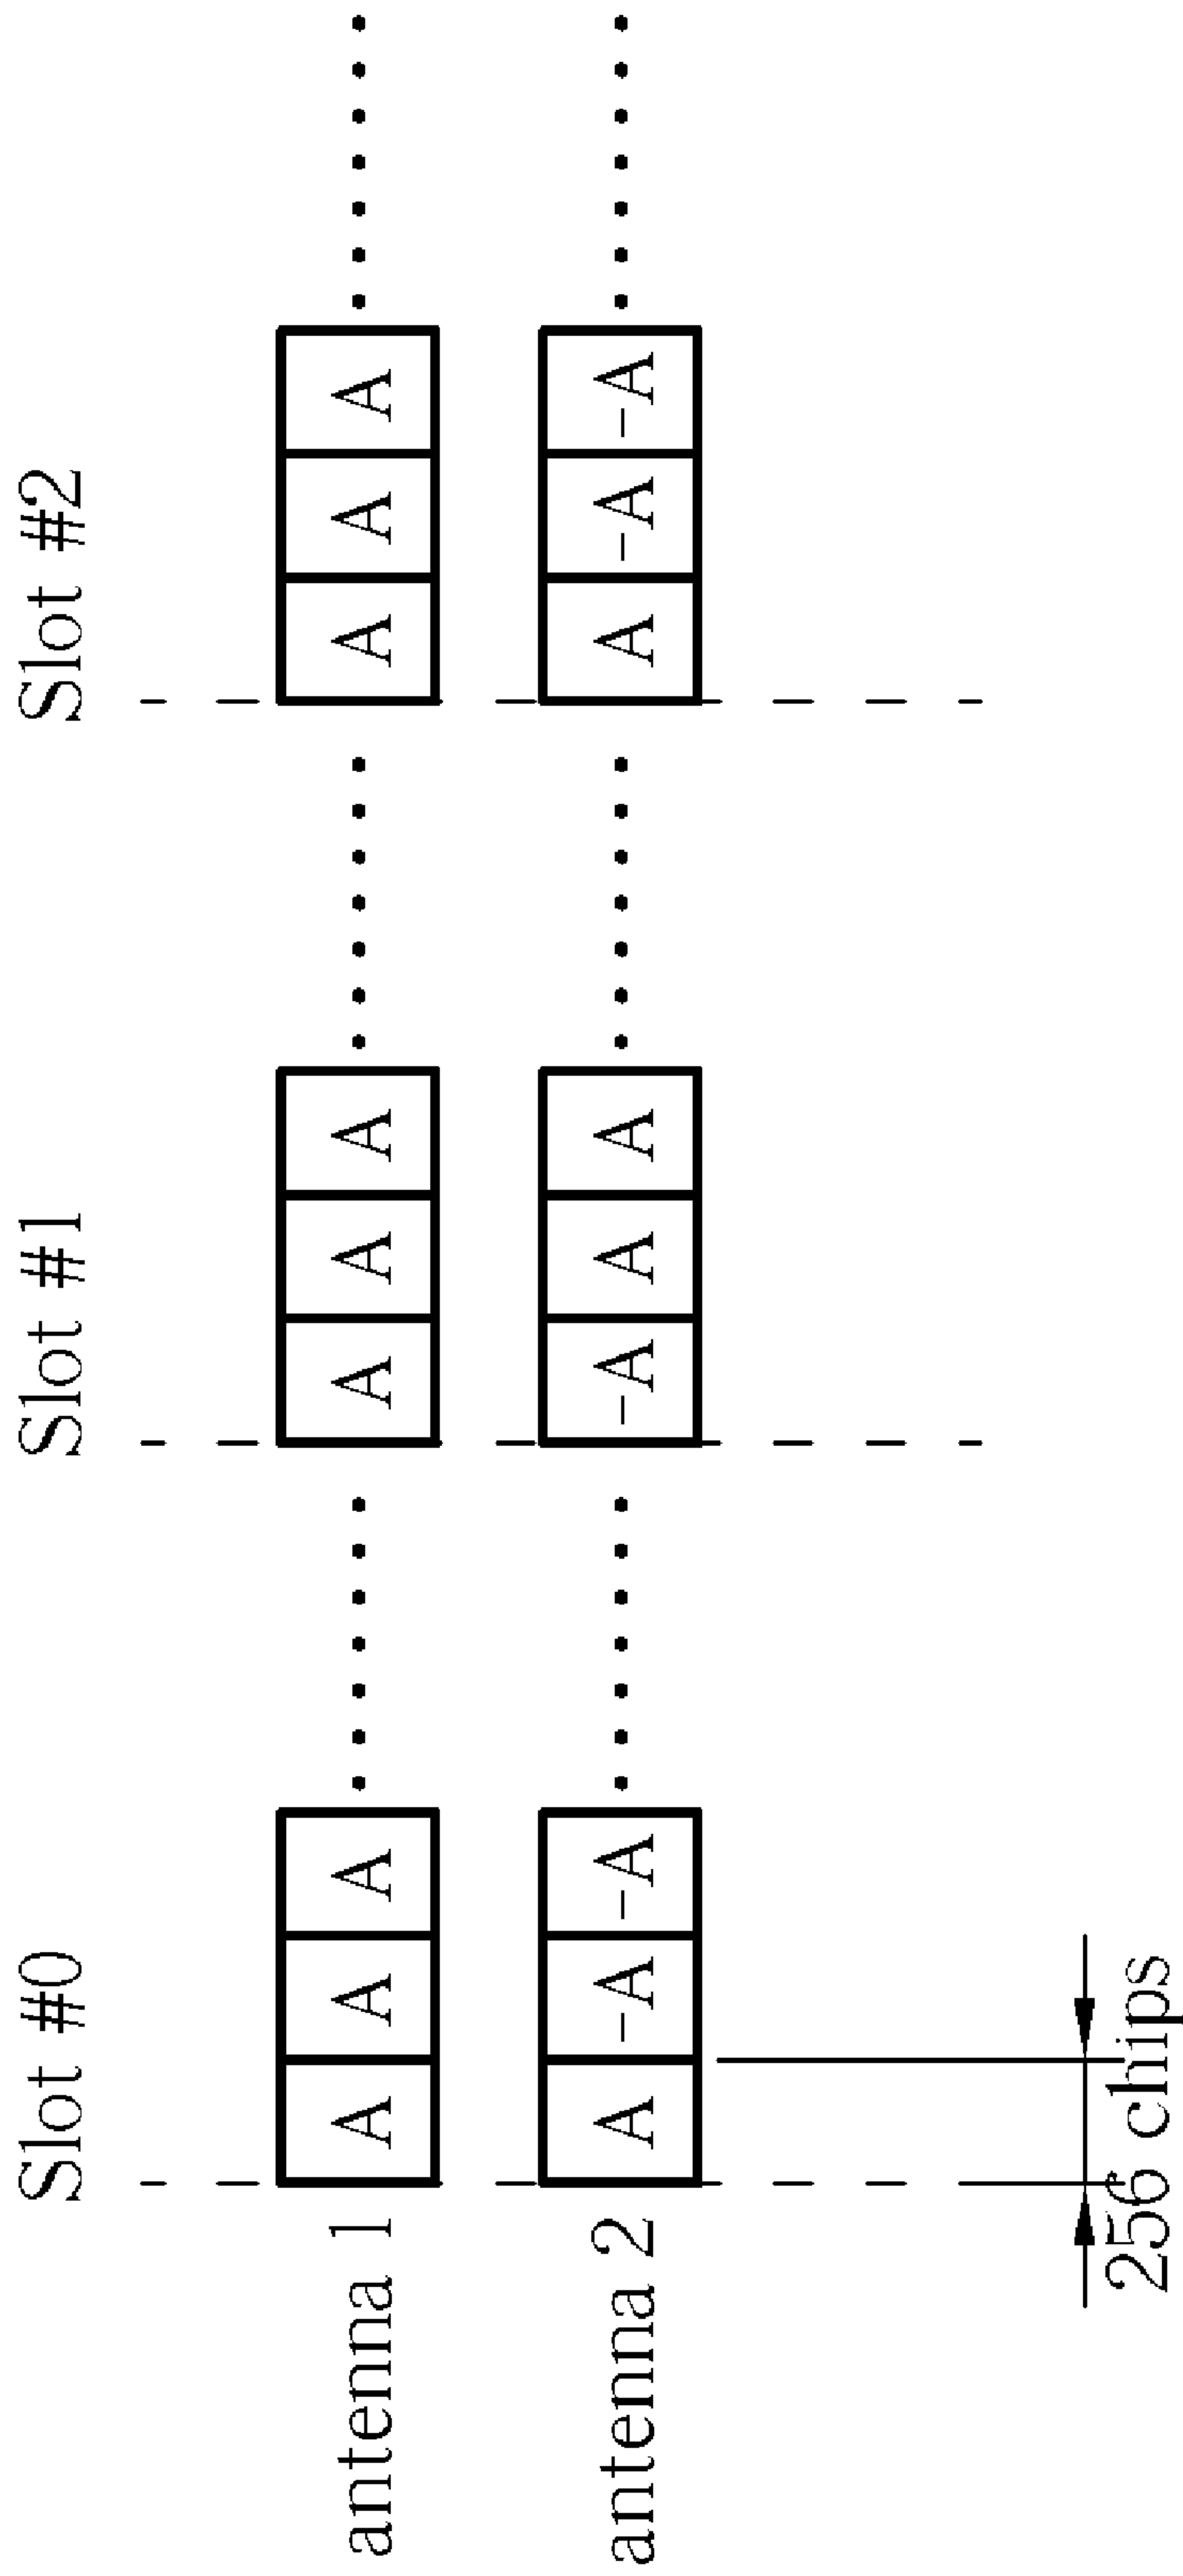 Slot #0 Slot #1 Slot #2
antenna 1 A A A A A A A A A
antenna 2 A -A -A -A A A A -A -A
256 chips